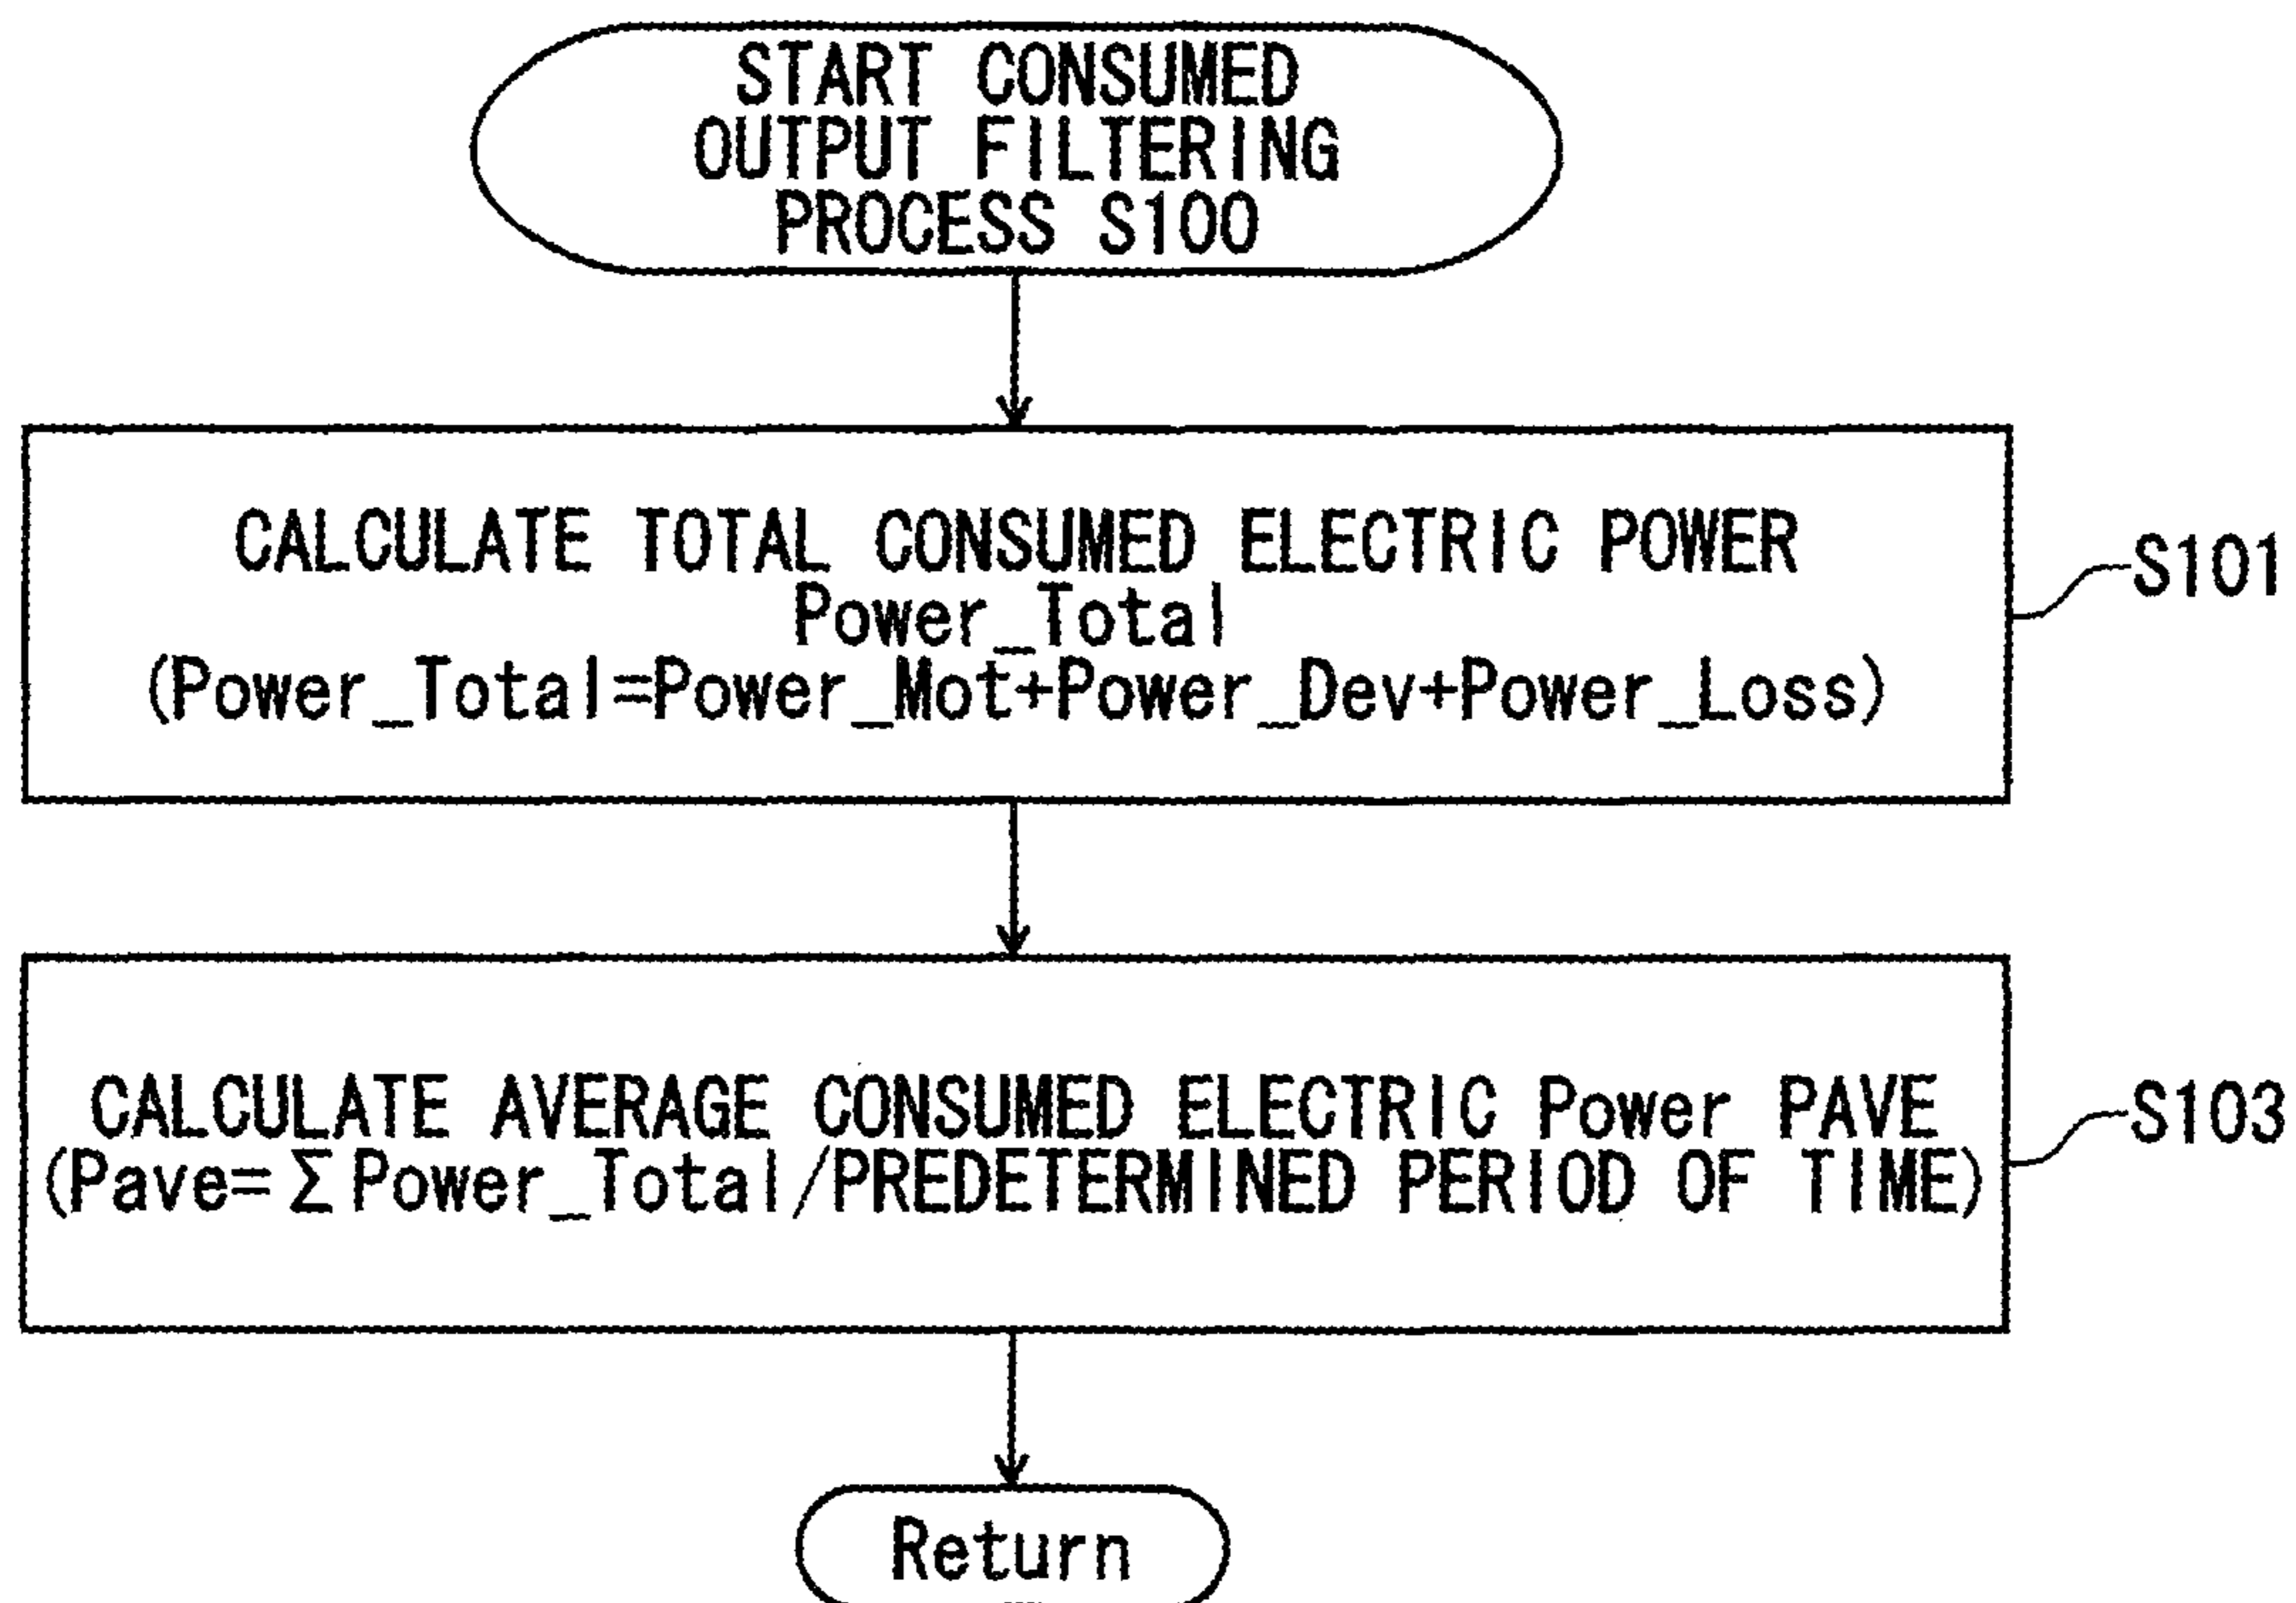 START CONSUMED
OUTPUT FILTERING
PROCESS S100
CALCULATE TOTAL CONSUMED ELECTRIC POWER
Power_Total
(Power_Total=Power_Mot+Power_Dev+Power_Loss)
S101
CALCULATE AVERAGE CONSUMED ELECTRIC Power PAVE
(Pave=ΣPower_Total/PREDETERMINED PERIOD OF TIME)
S103
Return